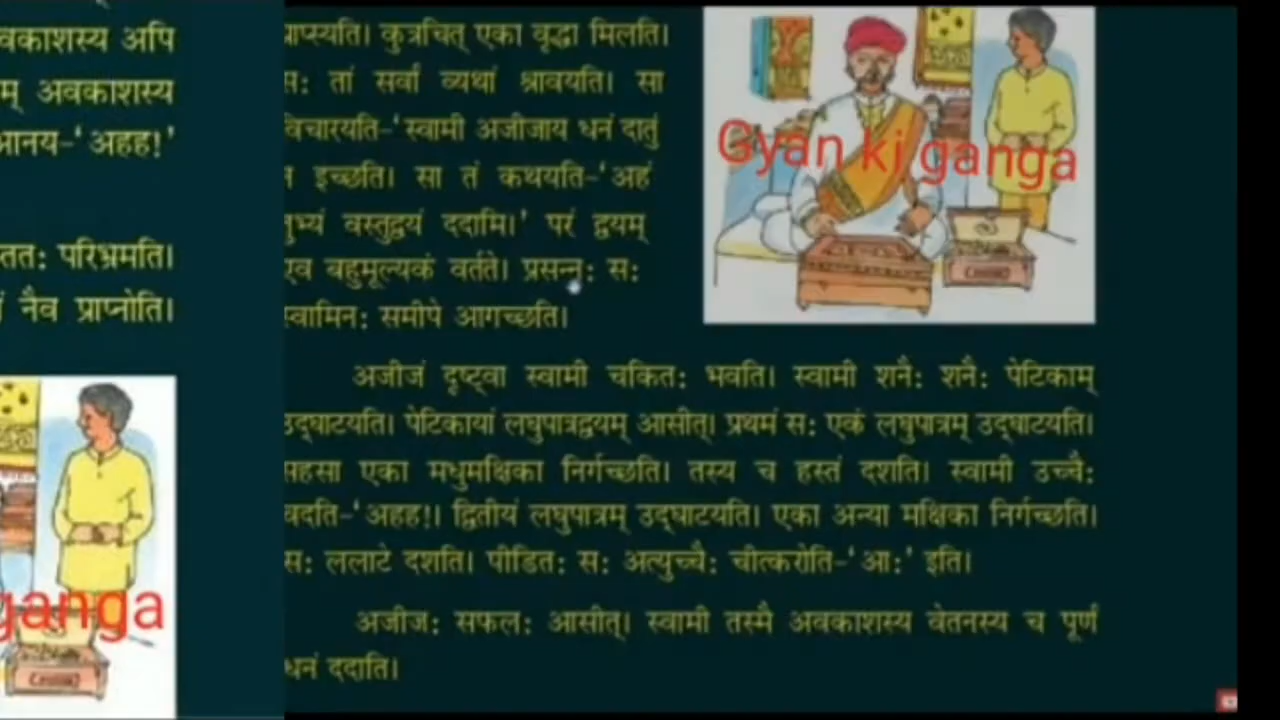 वकाशस्य अपि
म् अवकाशस्य
आनय-'अहह!'
तत: परिभ्रमति।
नैव प्राप्नोति।
ganga
प्राप्स्यति। कुत्रचित् एका वृद्धा मिलति।
स: तां सर्वां व्यथां श्रावयति। सा
विचारयति-'स्वामी अजीजाय धनं दातुं
न इच्छति। सा तं कथयति-'अहं
तुभ्यं वस्तुद्वयं ददामि।' परं द्वयम्
एव बहुमूल्यकं वर्तते। प्रसन्न: स:
स्वामिन: समीपे आगच्छति।
Gyan ki ganga
अजीजं दृष्ट्वा स्वामी चकित: भवति। स्वामी शनै: शनै: पेटिकाम्
उद्घाटयति। पेटिकायां लघुपात्रद्वयम् आसीत्। प्रथमं स: एकं लघुपात्रम् उद्घाटयति।
सहसा एका मधुमक्षिका निर्गच्छति। तस्य च हस्तं दशति। स्वामी उच्चै:
वदति-'अहह!। द्वितीयं लघुपात्रम् उद्घाटयति। एका अन्या मक्षिका निर्गच्छति।
स: ललाटे दशति। पीडित: स: अत्युच्चै: चीत्करोति-'आ:' इति।
अजीज: सफल: आसीत्। स्वामी तस्मै अवकाशस्य वेतनस्य च पूर्णं
धनं ददाति।